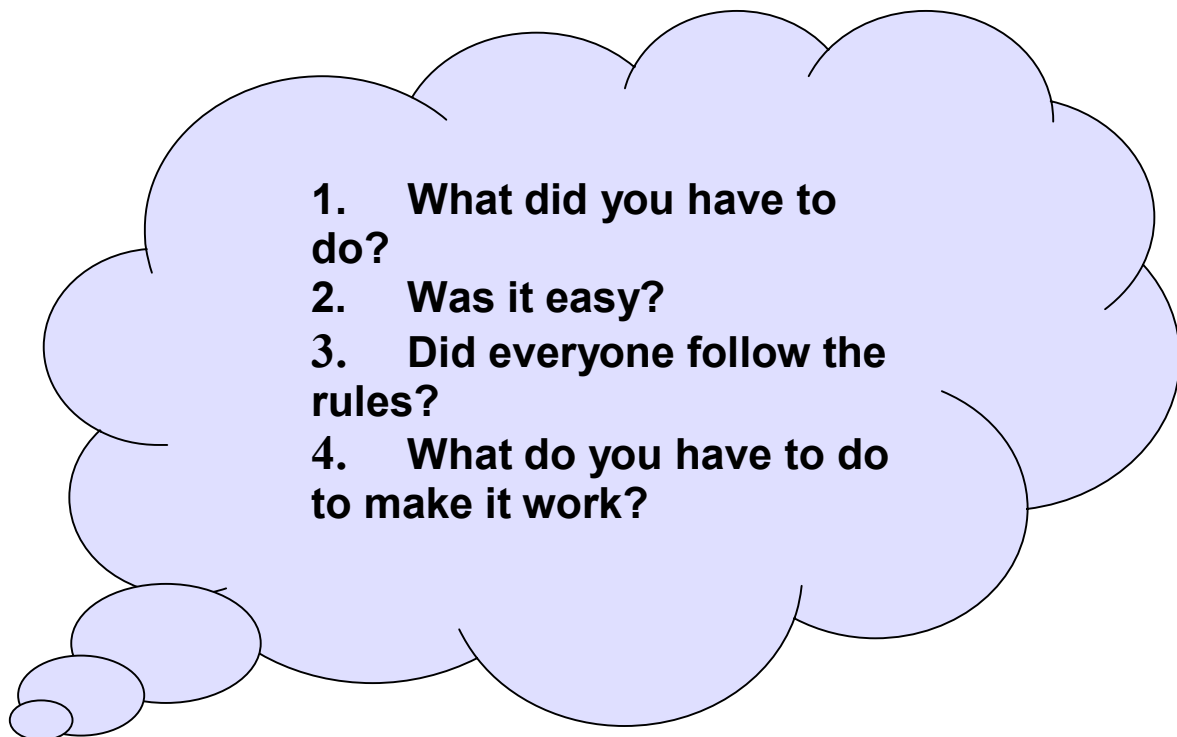 1. What did you have to
do?
2. Was it easy?
3. Did everyone follow the
rules?
4. What do you have to do
to make it work?